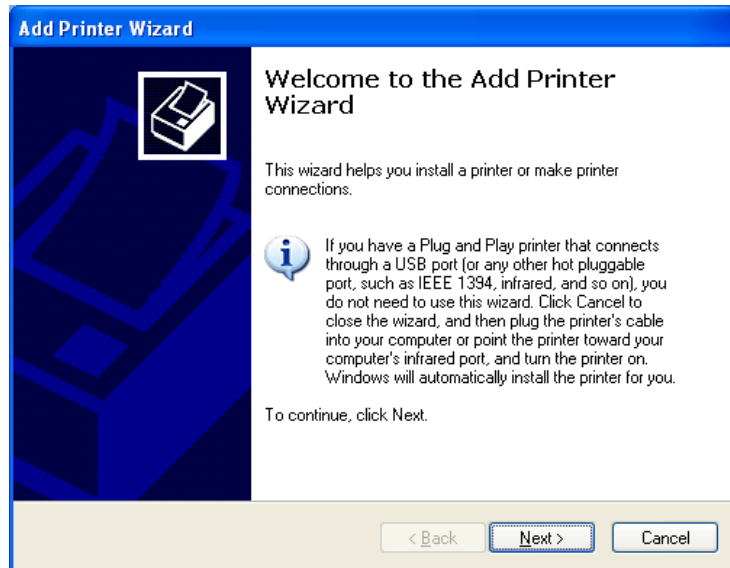 Add Printer Wizard
Welcome to the Add Printer
Wizard
This wizard helps you install a printer or make printer
connections.
If you have a Plug and Play printer that connects
through a USB port (or any other hot pluggable
port, such as IEEE 1394, infrared, and so on), you
do not need to use this wizard. Click Cancel to
close the wizard, and then plug the printer's cable
into your computer or point the printer toward your
computer's infrared port, and turn the printer on.
Windows will automatically install the printer for you.
To continue, click Next.
< Back Next > Cancel